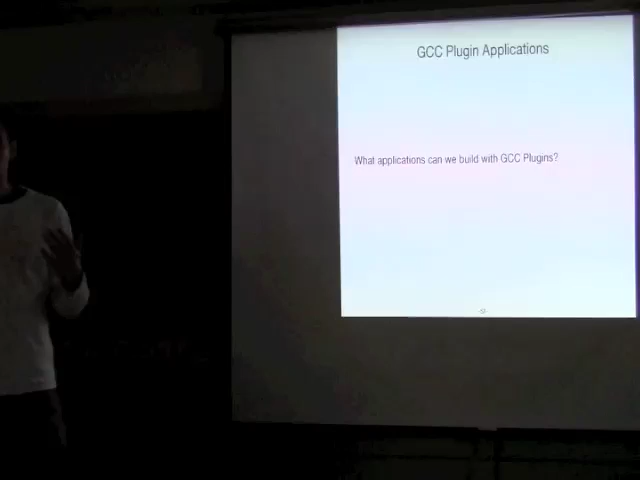 GCC Plugin Applications
What applications can we build with GCC Plugins?